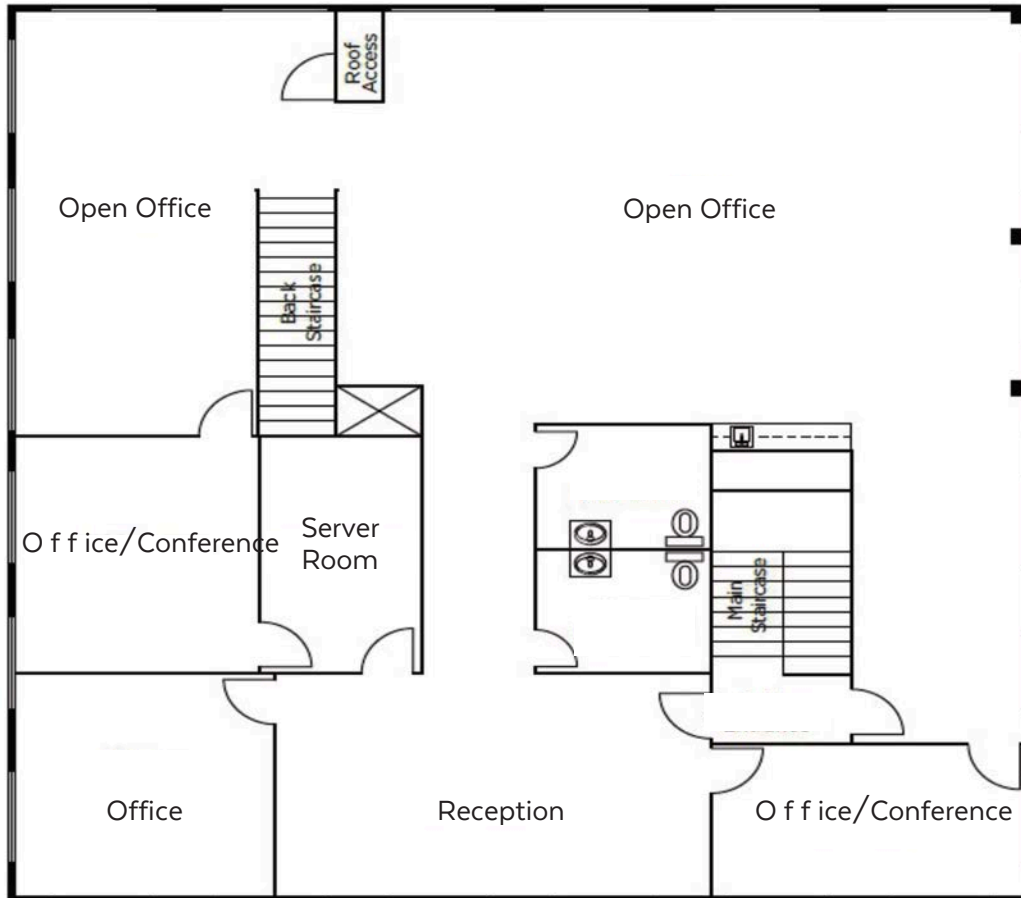 Roof
Access
Open Office
Open Office
Back
Staircase
O f f ice/Conference
Server
Room
Main
Staircase
Office
Reception
O f f ice/Conference